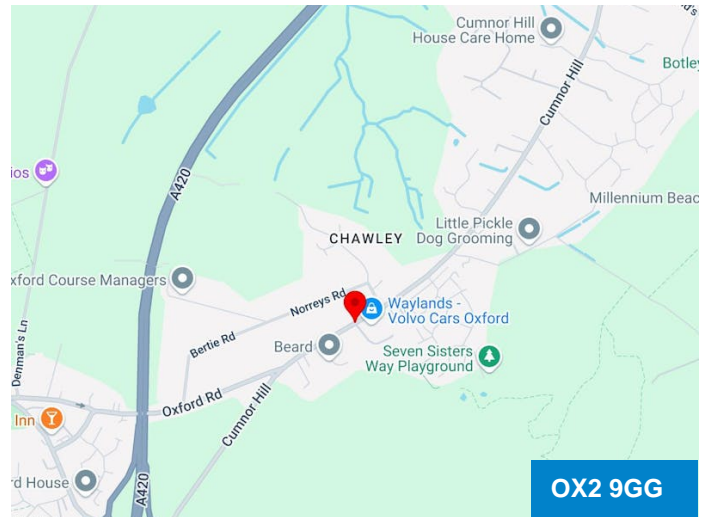 Cumnor Hill
House Care Home
Botley
Cumnor Hill
A420
ios
Millennium Beac
Little Pickle
Dog Grooming
CHAWLEY
xford Course Managers
Norreys Rd
Waylands -
Volvo Cars Oxford
Bertie Rd
Beard
Seven Sisters
Way Playground
Denman's Ln
Oxford Rd
Cumnor Hill
Inn
rd House
A420
OX2 9GG